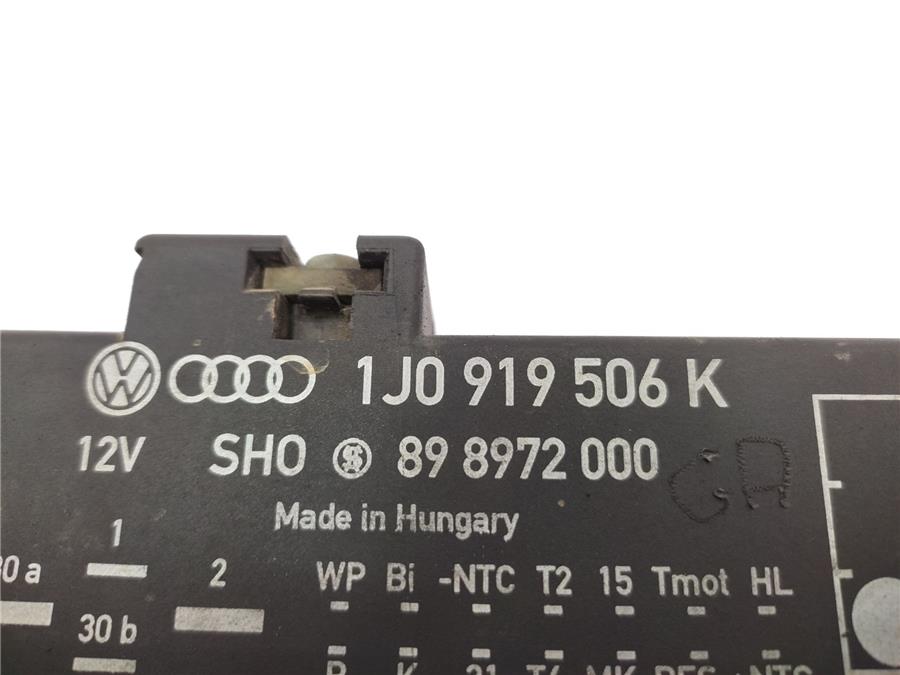 1J0 919 506 K
12V SHO 89 8972 000
Made in Hungary
1
2 WP Bi -NTC T2 15 Tmot HL
30 b